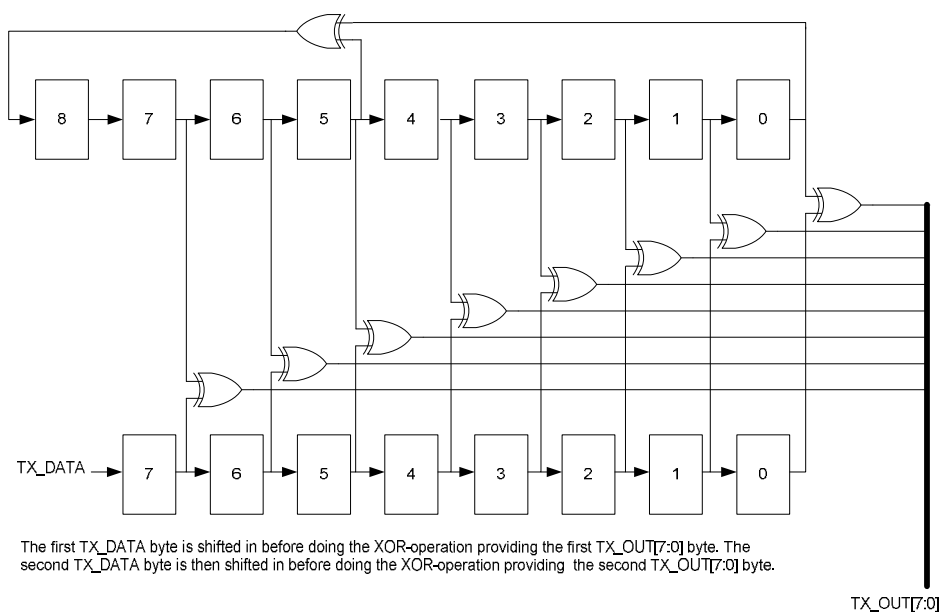 8 7 6 5 4 3 2 1 0
TX_DATA 7 6 5 4 3 2 1 0
The first TX_DATA byte is shifted in before doing the XOR-operation providing the first TX_OUT[7:0] byte. The
second TX_DATA byte is then shifted in before doing the XOR-operation providing the second TX_OUT[7:0] byte.
TX_OUT[7:0]